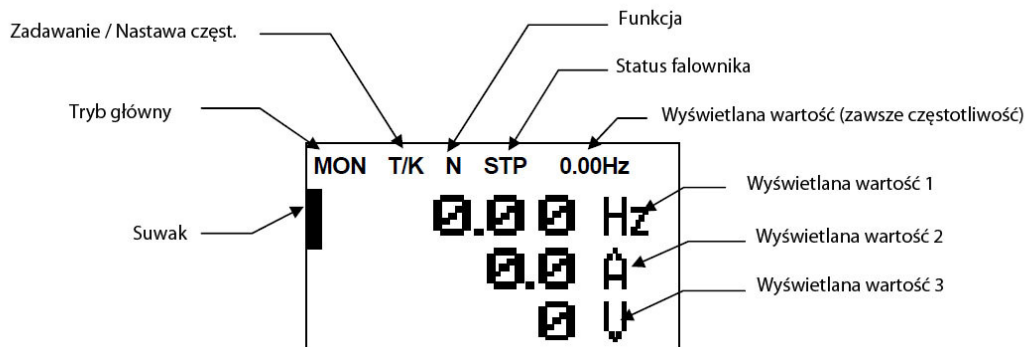 Funkcja
Zadawanie / Nastawa częst.
Status falownika
Tryb główny
Wyświetlana wartość (zawsze częstotliwość)
MON T/K N STP 0.00Hz
Wyświetlana wartość 1
0.00 Hz
Suwak
Wyświetlana wartość 2
0.0 A
Wyświetlana wartość 3
0 V